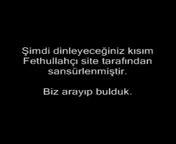 Şimdi dinleyeceğiniz kısım
Fethullahçı site tarafından
sansürlenmiştir.
Biz arayıp bulduk.